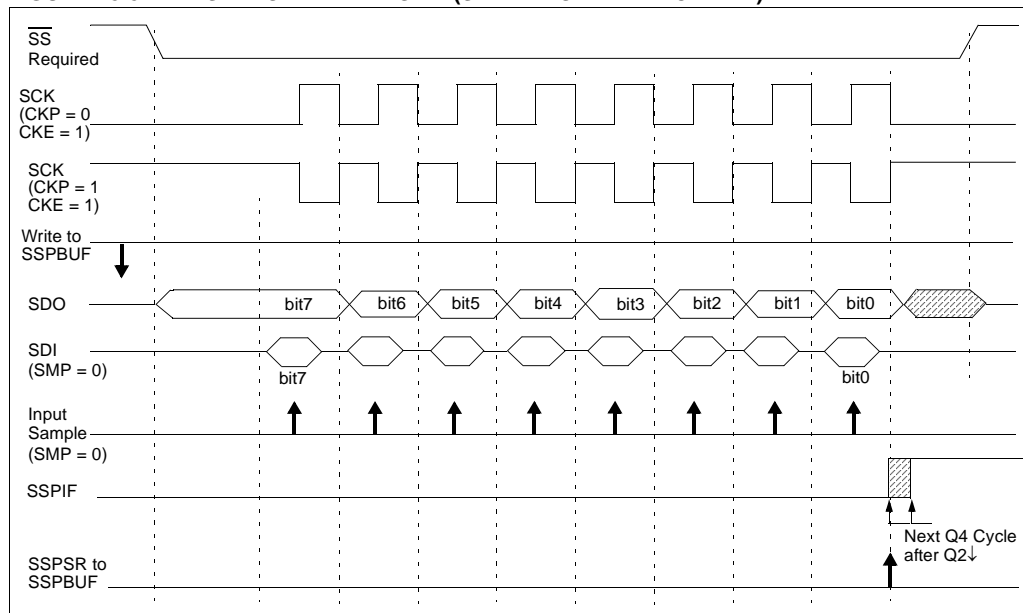 SS
Required
SCK
(CKP = 0
CKE = 1)
SCK
(CKP = 1
CKE = 1)
Write to
SSPBUF
SDO
bit7 bit6 bit5 bit4 bit3 bit2 bit1 bit0
SDI
(SMP = 0)
bit7 bit0
Input
Sample
(SMP = 0)
SSPIF
Next Q4 Cycle
after Q2↓
SSPSR to
SSPBUF